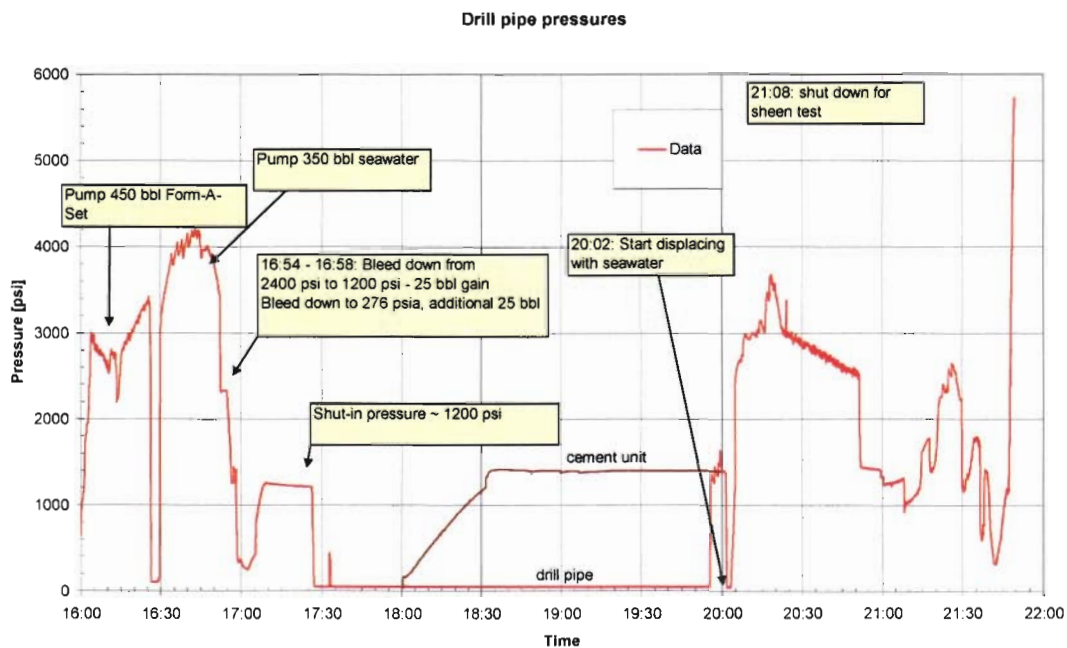 Drill pipe pressures
6000
5000
4000
3000
2000
1000
0
Pressure [psi]
Pump 450 bbl Form-A-
Set
Pump 350 bbl seawater
16:54 - 16:58: Bleed down from
2400 psi to 1200 psi - 25 bbl gain
Bleed down to 276 psia, additional 25 bbl
Shut-in pressure ~ 1200 psi
cement unit
drill pipe
20:02: Start displacing
with seawater
Data
21:08: shut down for
sheen test
16:00 16:30 17:00 17:30 18:00 18:30 19:00 19:30 20:00 20:30 21:00 21:30 22:00
Time